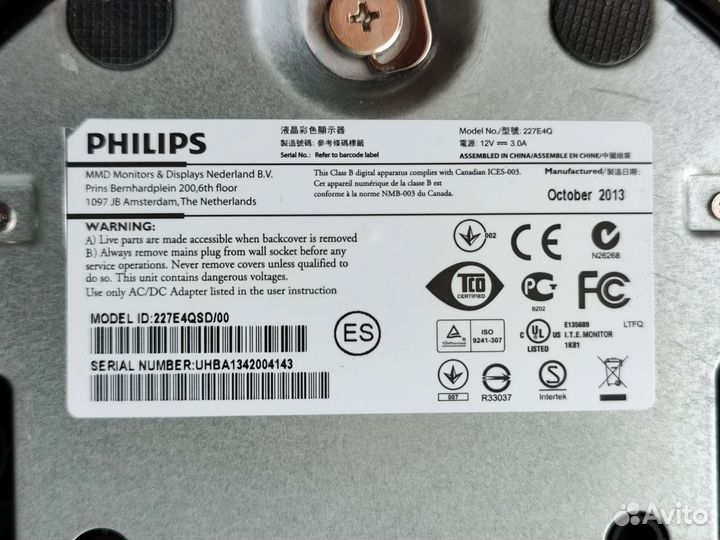 PHILIPS
液晶彩色顯示器
製造號碼: 參考條碼標籤
Serial No.: Refer to barcode label
Model No./型號: 227E4Q
電源: 12V ⎓ 3.0A
ASSEMBLED IN CHINA/ASSEMBLE EN CHINE/中國組裝
MMD Monitors & Displays Nederland B.V.
Prins Bernhardplein 200,6th floor
1097 JB Amsterdam, The Netherlands
This Class B digital apparatus complies with Canadian ICES-003.
Cet appareil numérique de la classe B est
conforme à la norme NMB-003 du Canada.
Manufactured/製造日期:
October 2013
WARNING:
A) Live parts are made accessible when backcover is removed
B) Always remove mains plug from wall socket before any
service operations. Never remove covers unless qualified to
do so. This unit contains dangerous voltages.
Use only AC/DC Adapter listed in the user instruction
MODEL ID:227E4QSD/00
SERIAL NUMBER:UHBA1342004143
ES
002
CE
N26268
TCO
CERTIFIED
PG
BZ02
FC
TÜVRheinland
ISO
9241-307
C UL US
LISTED
E135689
I.T.E. MONITOR
1KB1
LTFQ
007
R33037
S
Intertek
Avito